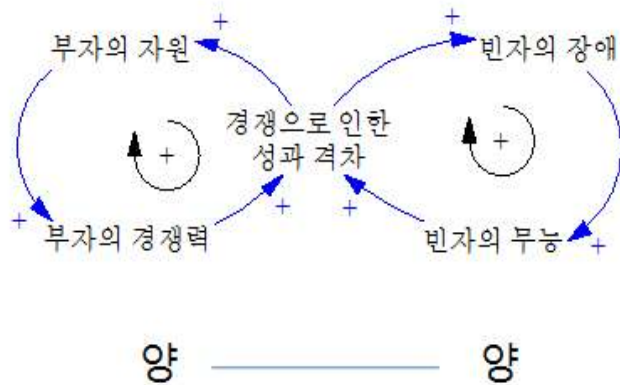 + +
부자의 자원 빈자의 장애
경쟁으로 인한
성과 격차
+ +
+ + + +
부자의 경쟁력 빈자의 무능
양 양